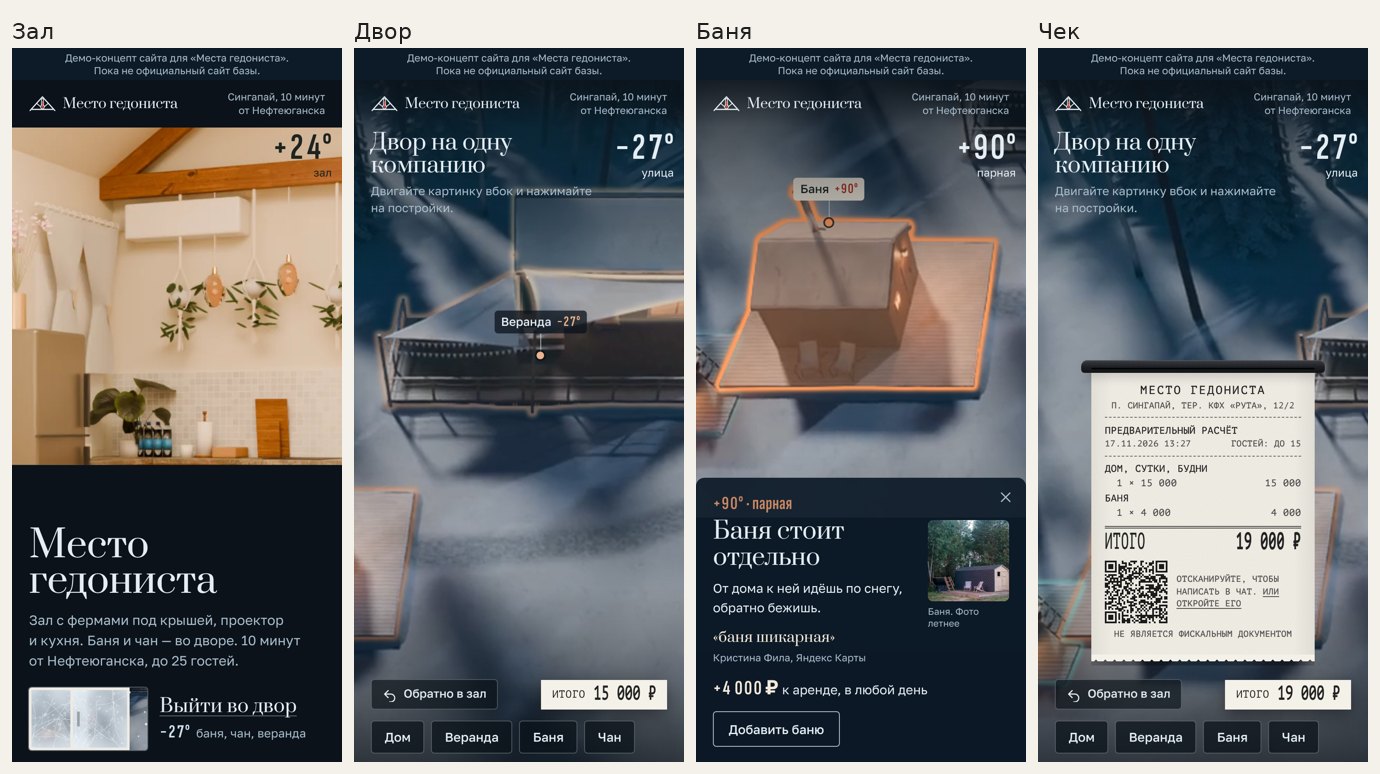 Зал
Демо-концепт сайта для «Места гедониста».
Пока не официальный сайт базы.
Место гедониста
Сингапай, 10 минут
от Нефтеюганска
+24°
зал
Место
гедониста
Зал с фермами под крышей, проектор
и кухня. Баня и чан — во дворе. 10 минут
от Нефтеюганска, до 25 гостей.
Выйти во двор
-27° баня, чан, веранда
Двор
Демо-концепт сайта для «Места гедониста».
Пока не официальный сайт базы.
Место гедониста
Сингапай, 10 минут
от Нефтеюганска
Двор на одну
компанию
-27°
улица
Двигайте картинку вбок и нажимайте
на постройки.
Веранда -27°
Обратно в зал
ИТОГО 15 000 ₽
Дом
Веранда
Баня
Чан
Баня
Демо-концепт сайта для «Места гедониста».
Пока не официальный сайт базы.
Место гедониста
Сингапай, 10 минут
от Нефтеюганска
+90°
парная
Баня +90°
+90° · парная
Баня стоит
отдельно
От дома к ней идёшь по снегу,
обратно бежишь.
Баня. Фото
летнее
«баня шикарная»
Кристина Фила, Яндекс Карты
+4 000 ₽ к аренде, в любой день
Добавить баню
Чек
Демо-концепт сайта для «Места гедониста».
Пока не официальный сайт базы.
Место гедониста
Сингапай, 10 минут
от Нефтеюганска
Двор на одну
компанию
-27°
улица
Двигайте картинку вбок и нажимайте
на постройки.
МЕСТО ГЕДОНИСТА
П. СИНГАПАЙ, ТЕР. КФХ «РУТА», 12/2
ПРЕДВАРИТЕЛЬНЫЙ РАСЧЁТ
17.11.2026 13:27 ГОСТЕЙ: ДО 15
ДОМ, СУТКИ, БУДНИ
1 × 15 000 15 000
БАНЯ
1 × 4 000 4 000
ИТОГО 19 000 ₽
ОТСКАНИРУЙТЕ, ЧТОБЫ
НАПИСАТЬ В ЧАТ. ИЛИ
ОТКРОЙТЕ ЕГО
НЕ ЯВЛЯЕТСЯ ФИСКАЛЬНЫМ ДОКУМЕНТОМ
Обратно в зал
ИТОГО 19 000 ₽
Дом
Веранда
Баня
Чан